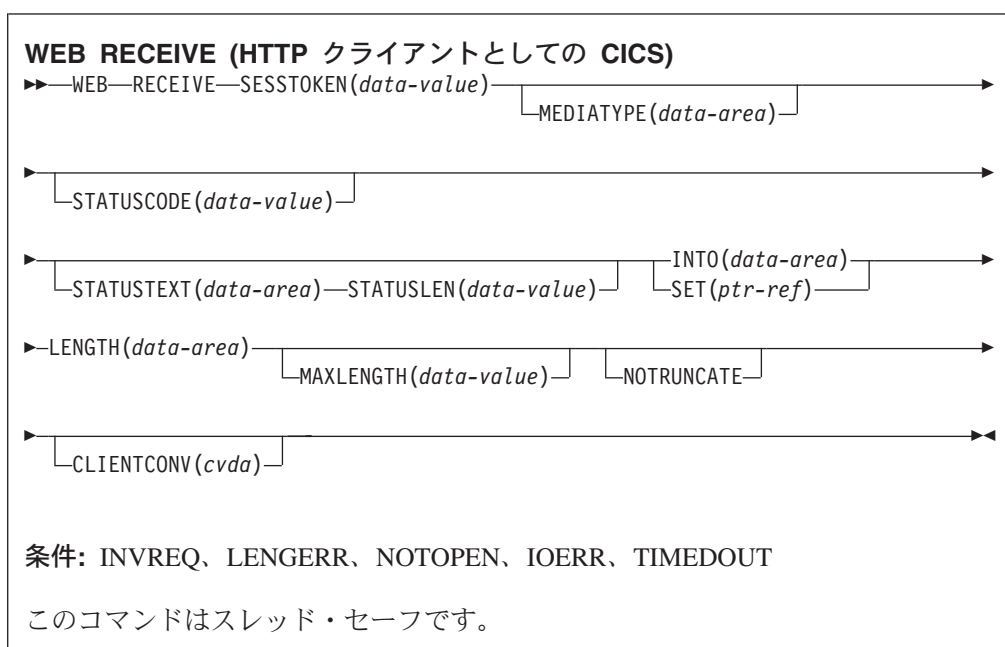 WEB RECEIVE (HTTP クライアントとしての CICS)
WEB RECEIVE SESSTOKEN(data-value)
MEDIATYPE(data-area)
STATUSCODE(data-value)
INTO(data-area)
STATUSTEXT(data-area) STATUSLEN(data-value) SET(ptr-ref)
LENGTH(data-area)
MAXLENGTH(data-value) NOTRUNCATE
CLIENTCONV(cvda)
条件: INVREQ、LENGERR、NOTOPEN、IOERR、TIMEDOUT
このコマンドはスレッド・セーフです。